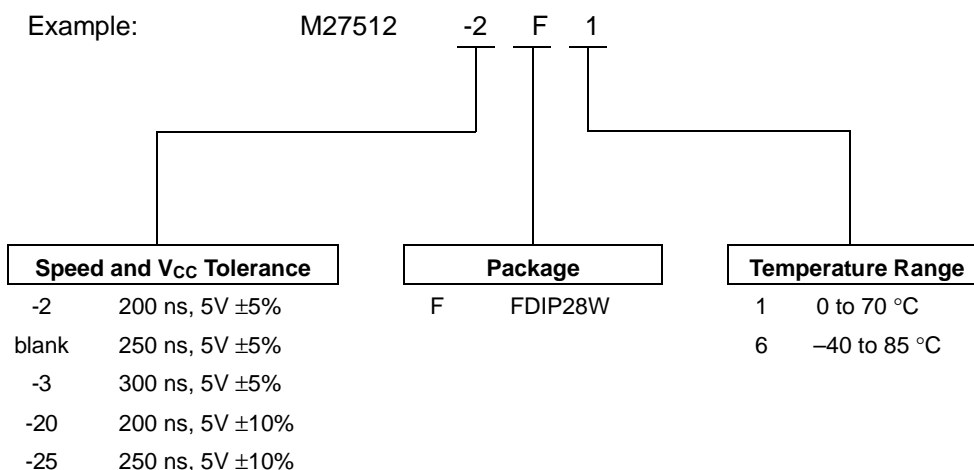 Example: M27512 -2 F 1
Speed and VCC Tolerance
-2 200 ns, 5V ±5%
blank 250 ns, 5V ±5%
-3 300 ns, 5V ±5%
-20 200 ns, 5V ±10%
-25 250 ns, 5V ±10%
Package
F FDIP28W
Temperature Range
1 0 to 70 °C
6 –40 to 85 °C